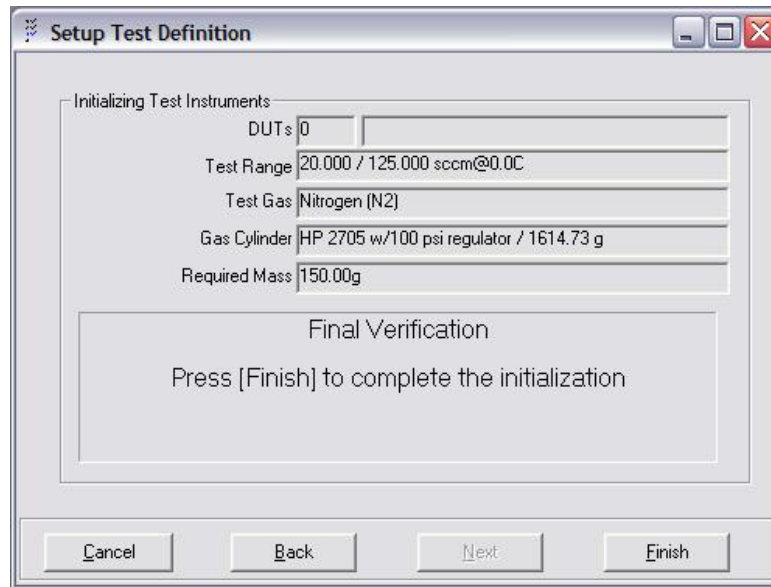 Setup Test Definition
Initializing Test Instruments
DUTs 0
Test Range 20.000 / 125.000 sccm@0.0C
Test Gas Nitrogen (N2)
Gas Cylinder HP 2705 w/100 psi regulator / 1614.73 g
Required Mass 150.00g
Final Verification
Press [Finish] to complete the initialization
Cancel Back Next Finish